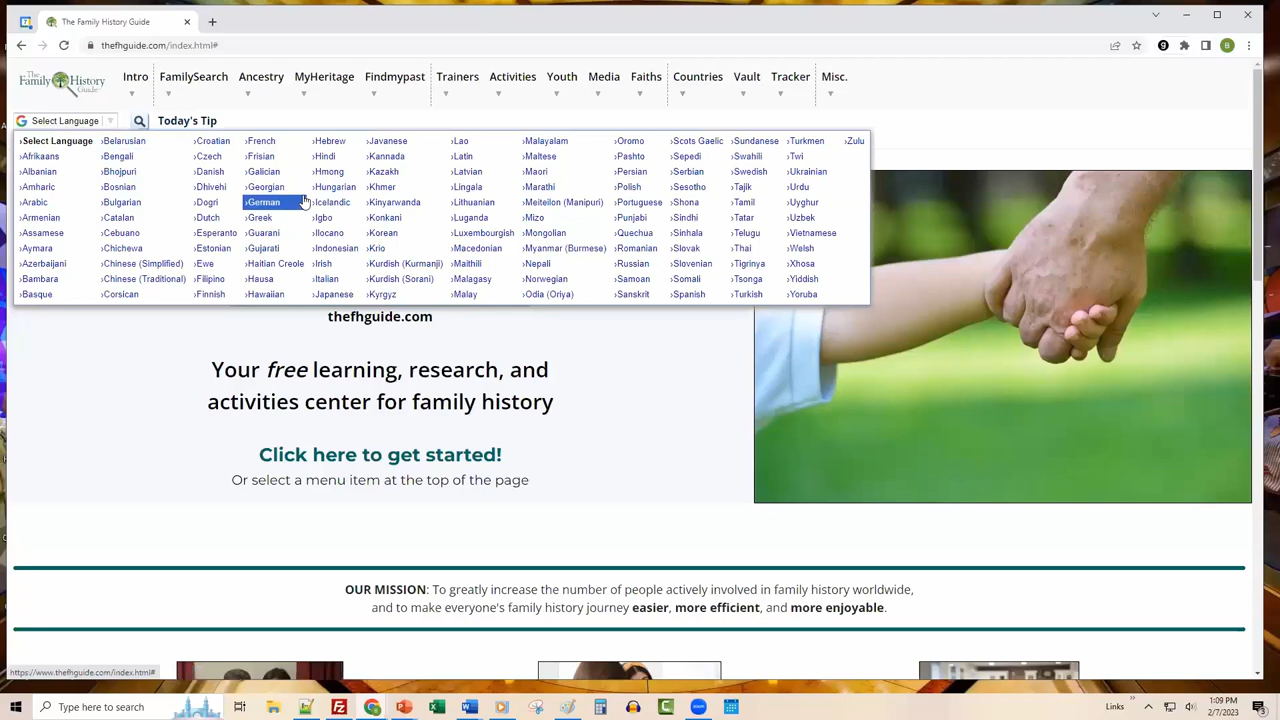 The Family History Guide
thefhguide.com/index.html#
The
Family History
Guide
Intro FamilySearch Ancestry MyHeritage Findmypast Trainers Activities Youth Media Faiths Countries Vault Tracker Misc.
Select Language
Today's Tip
›Select Language ›Belarusian ›Croatian ›French ›Hebrew ›Javanese ›Lao ›Malayalam ›Oromo ›Scots Gaelic ›Sundanese ›Turkmen ›Zulu
›Afrikaans ›Bengali ›Czech ›Frisian ›Hindi ›Kannada ›Latin ›Maltese ›Pashto ›Sepedi ›Swahili ›Twi
›Albanian ›Bhojpuri ›Danish ›Galician ›Hmong ›Kazakh ›Latvian ›Maori ›Persian ›Serbian ›Swedish ›Ukrainian
›Amharic ›Bosnian ›Dhivehi ›Georgian ›Hungarian ›Khmer ›Lingala ›Marathi ›Polish ›Sesotho ›Tajik ›Urdu
›Arabic ›Bulgarian ›Dogri ›German ›Icelandic ›Kinyarwanda ›Lithuanian ›Meiteilon (Manipuri) ›Portuguese ›Shona ›Tamil ›Uyghur
›Armenian ›Catalan ›Dutch ›Greek ›Igbo ›Konkani ›Luganda ›Mizo ›Punjabi ›Sindhi ›Tatar ›Uzbek
›Assamese ›Cebuano ›Esperanto ›Guarani ›Ilocano ›Korean ›Luxembourgish ›Mongolian ›Quechua ›Sinhala ›Telugu ›Vietnamese
›Aymara ›Chichewa ›Estonian ›Gujarati ›Indonesian ›Krio ›Macedonian ›Myanmar (Burmese) ›Romanian ›Slovak ›Thai ›Welsh
›Azerbaijani ›Chinese (Simplified) ›Ewe ›Haitian Creole ›Irish ›Kurdish (Kurmanji) ›Maithili ›Nepali ›Russian ›Slovenian ›Tigrinya ›Xhosa
›Bambara ›Chinese (Traditional) ›Filipino ›Hausa ›Italian ›Kurdish (Sorani) ›Malagasy ›Norwegian ›Samoan ›Somali ›Tsonga ›Yiddish
›Basque ›Corsican ›Finnish ›Hawaiian ›Japanese ›Kyrgyz ›Malay ›Odia (Oriya) ›Sanskrit ›Spanish ›Turkish ›Yoruba
thefhguide.com
Your free learning, research, and
activities center for family history
Click here to get started!
Or select a menu item at the top of the page
OUR MISSION: To greatly increase the number of people actively involved in family history worldwide,
and to make everyone's family history journey easier, more efficient, and more enjoyable.
https://www.thefhguide.com/index.html#
Type here to search
Links
1:09 PM
2/7/2023